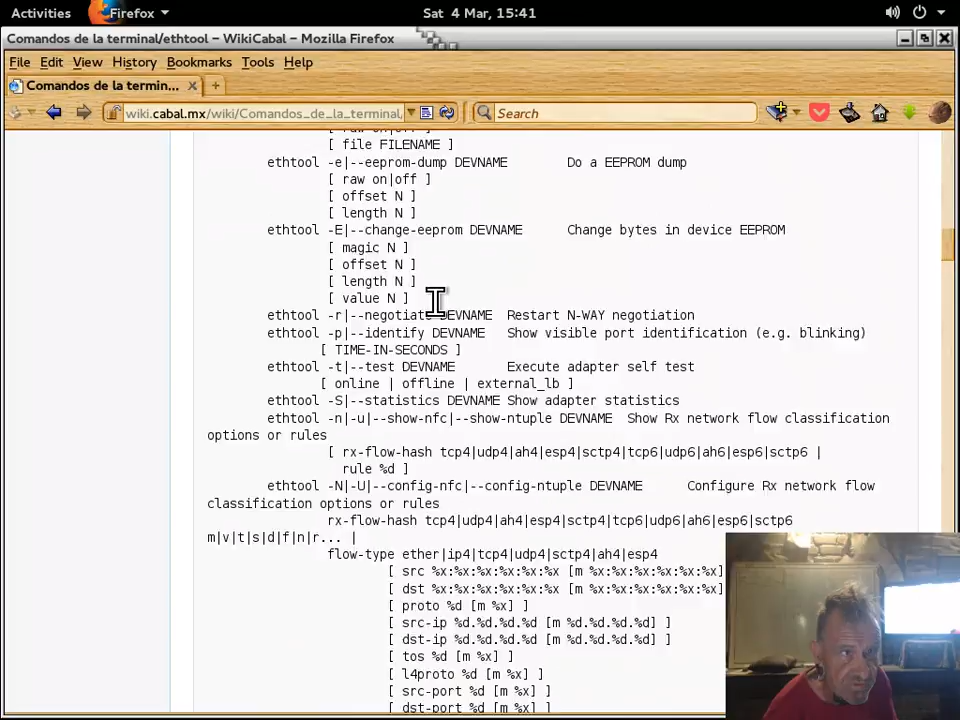 Activities Firefox Sat 4 Mar, 15:41
Comandos de la terminal/ethtool – WikiCabal – Mozilla Firefox
File Edit View History Bookmarks Tools Help
Comandos de la termin...
wiki.cabal.mx/wiki/Comandos_de_la_terminal, Search
[ raw on|off ]
[ file FILENAME ]
ethtool -e|--eeprom-dump DEVNAME Do a EEPROM dump
[ raw on|off ]
[ offset N ]
[ length N ]
ethtool -E|--change-eeprom DEVNAME Change bytes in device EEPROM
[ magic N ]
[ offset N ]
[ length N ]
[ value N ]
ethtool -r|--negotiate DEVNAME Restart N-WAY negotiation
ethtool -p|--identify DEVNAME Show visible port identification (e.g. blinking)
[ TIME-IN-SECONDS ]
ethtool -t|--test DEVNAME Execute adapter self test
[ online | offline | external_lb ]
ethtool -S|--statistics DEVNAME Show adapter statistics
ethtool -n|-u|--show-nfc|--show-ntuple DEVNAME Show Rx network flow classification
options or rules
[ rx-flow-hash tcp4|udp4|ah4|esp4|sctp4|tcp6|udp6|ah6|esp6|sctp6 |
rule %d ]
ethtool -N|-U|--config-nfc|--config-ntuple DEVNAME Configure Rx network flow
classification options or rules
rx-flow-hash tcp4|udp4|ah4|esp4|sctp4|tcp6|udp6|ah6|esp6|sctp6
m|v|t|s|d|f|n|r... |
flow-type ether|ip4|tcp4|udp4|sctp4|ah4|esp4
[ src %x:%x:%x:%x:%x:%x [m %x:%x:%x:%x:%x:%x]
[ dst %x:%x:%x:%x:%x:%x [m %x:%x:%x:%x:%x:%x]
[ proto %d [m %x] ]
[ src-ip %d.%d.%d.%d [m %d.%d.%d.%d] ]
[ dst-ip %d.%d.%d.%d [m %d.%d.%d.%d] ]
[ tos %d [m %x] ]
[ l4proto %d [m %x] ]
[ src-port %d [m %x] ]
[ dst-port %d [m %x] ]